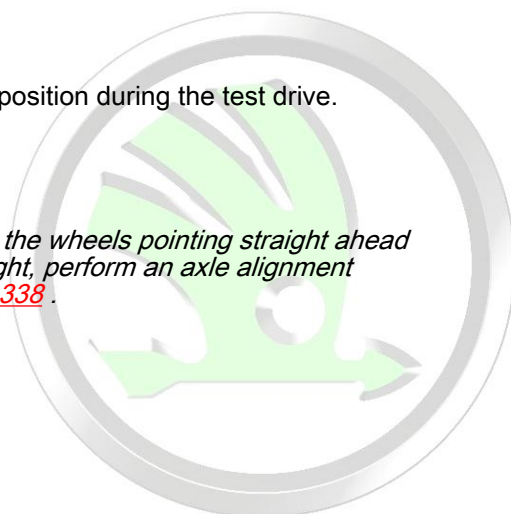 position during the test drive.
the wheels pointing straight ahead
ght, perform an axle alignment
338 .